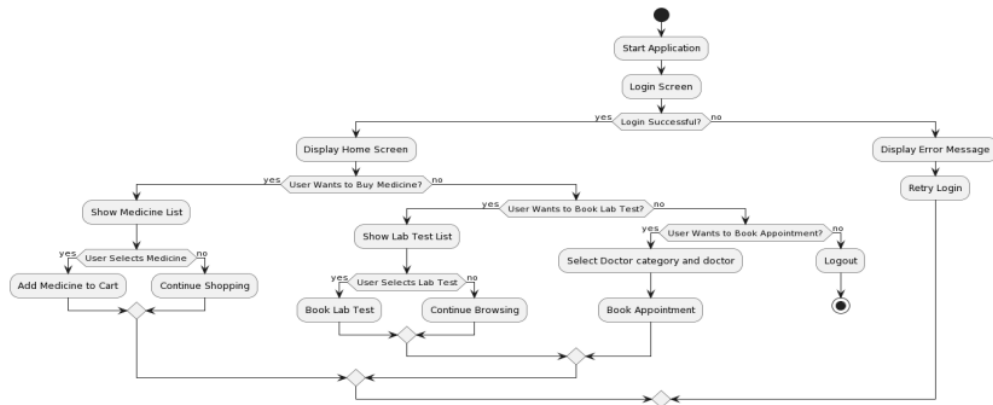 Start Application
Login Screen
yes
Login Successful?
no
Display Home Screen
Display Error Message
yes
User Wants to Buy Medicine?
no
Retry Login
Show Medicine List
yes
User Wants to Book Lab Test?
no
Show Lab Test List
yes
User Wants to Book Appointment?
no
yes
User Selects Medicine
no
Select Doctor category and doctor
Logout
Add Medicine to Cart
Continue Shopping
yes
User Selects Lab Test
no
Book Lab Test
Continue Browsing
Book Appointment